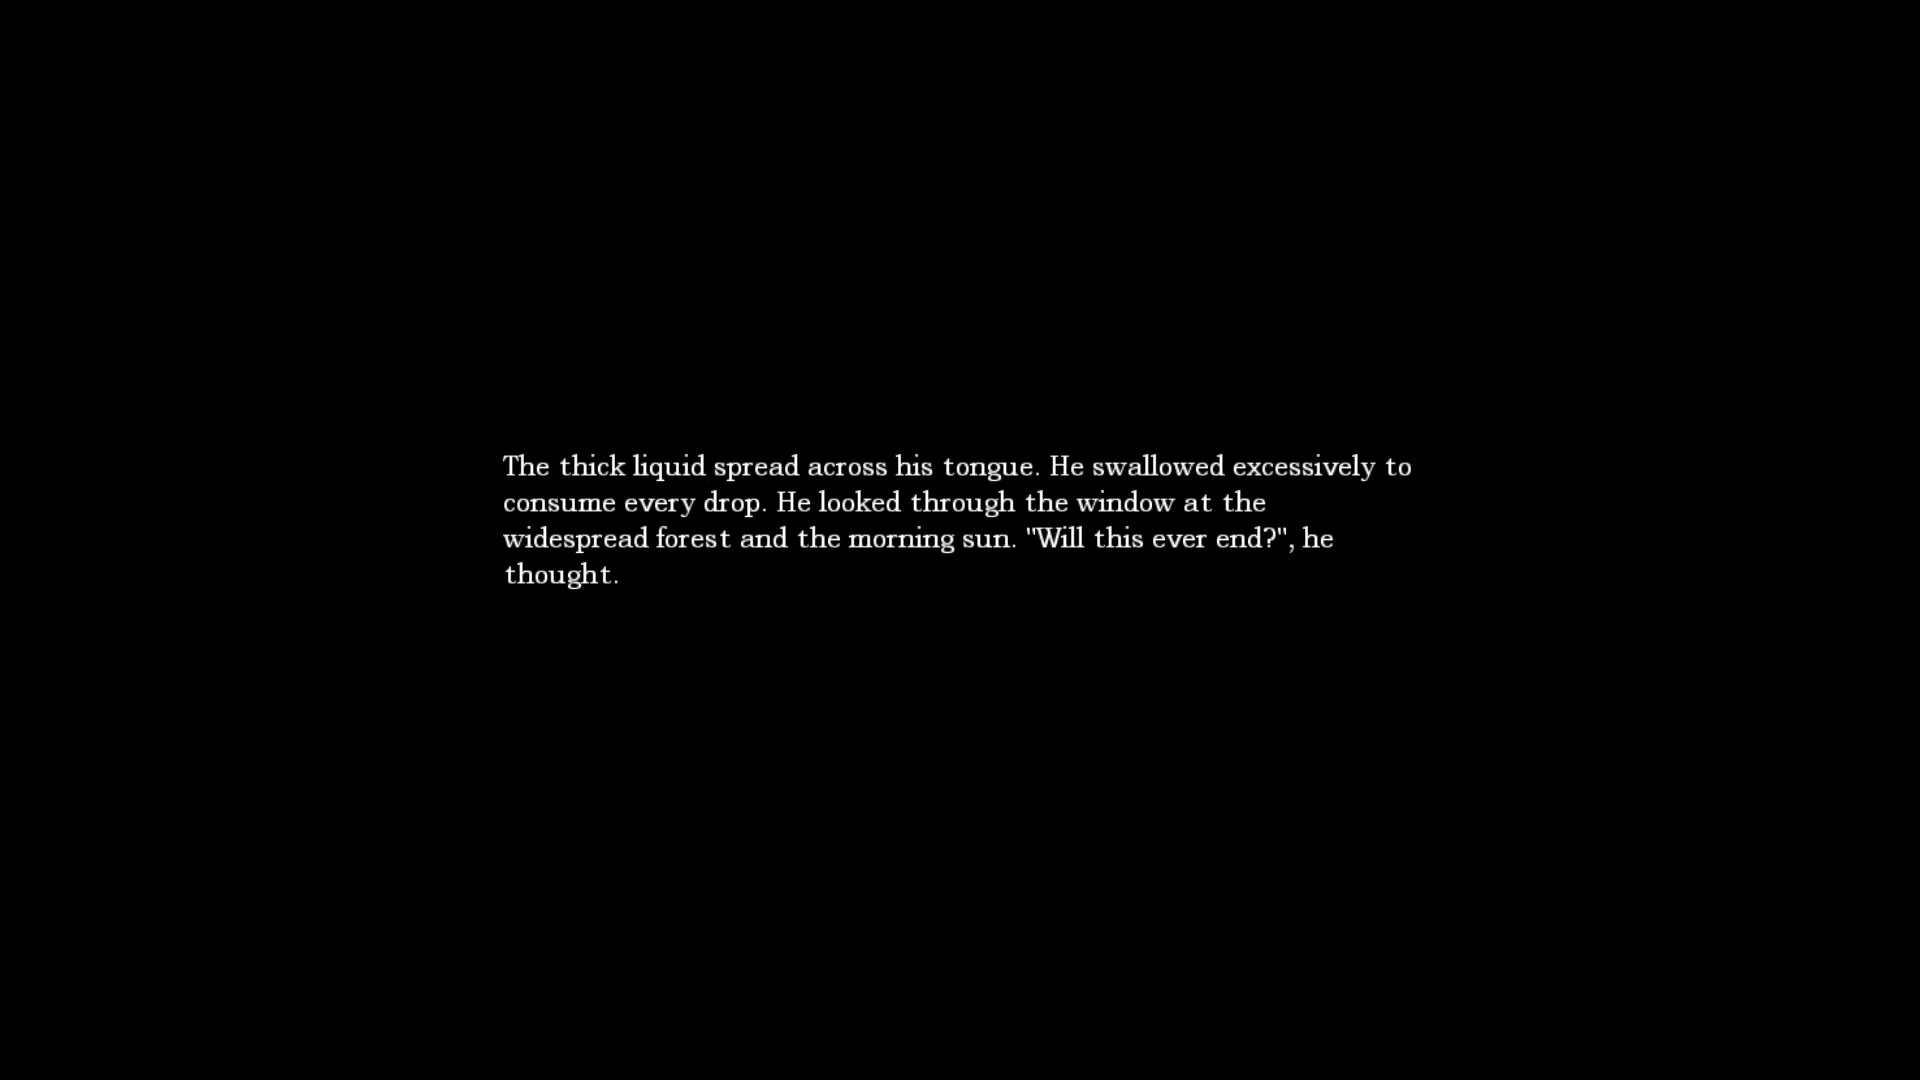 The thick liquid spread across his tongue. He swallowed excessively to
consume every drop. He looked through the window at the
widespread forest and the morning sun. "Will this ever end?", he
thought.